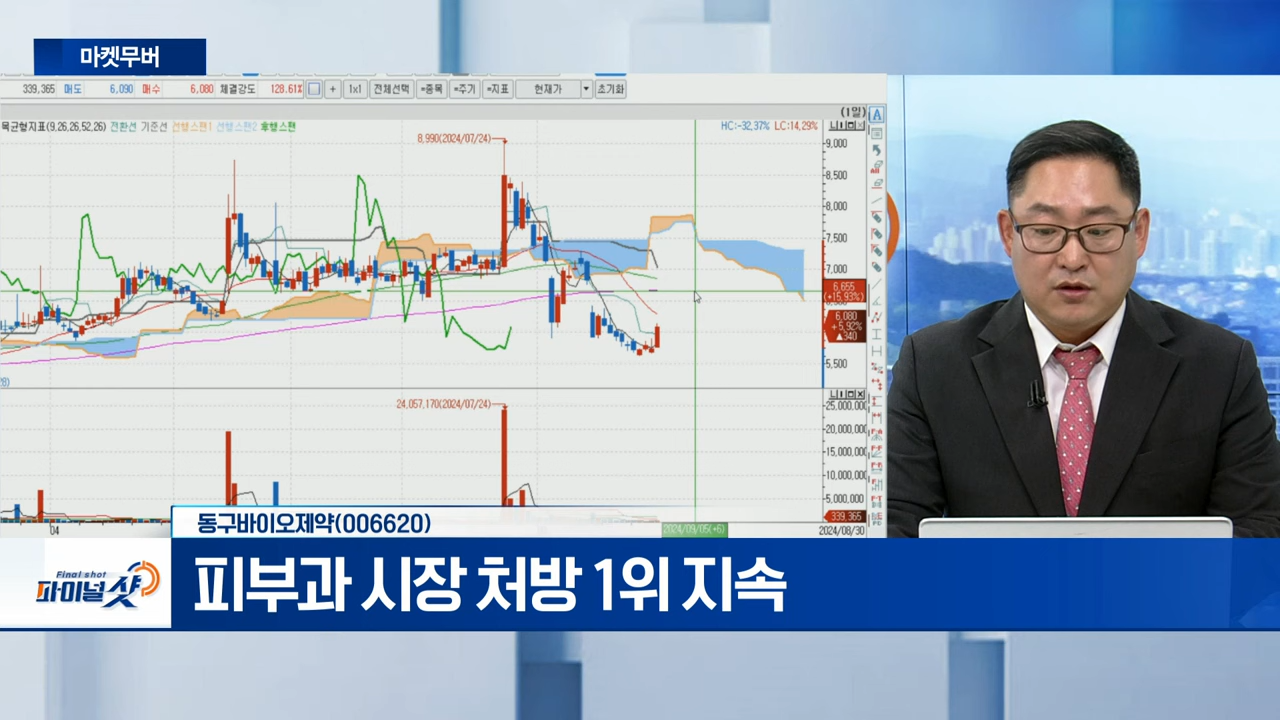 마켓무버
339,365 매도 6,090 매수 6,080 체결강도 128.61% + 1x1 전체선택 +종목 +주기 +지표 현재가 초기화
(1일) A
목균형지표(9,26,26,52,26) 전환선 기준선 선행스팬1 선행스팬2 후행스팬
HC:-32,37% LC:14,29%
8,990(2024/07/24)
9,000
8,500
8,000
7,500
7,000
6,655
(+15,93%)
6,080
+5,92%
▲340
5,500
24,057,170(2024/07/24)
25,000,000
20,000,000
15,000,000
10,000,000
5,000,000
339,365
04
2024/09/05(+6)
2024/08/30
동구바이오제약(006620)
Final shot
파이널샷
피부과 시장 처방 1위 지속